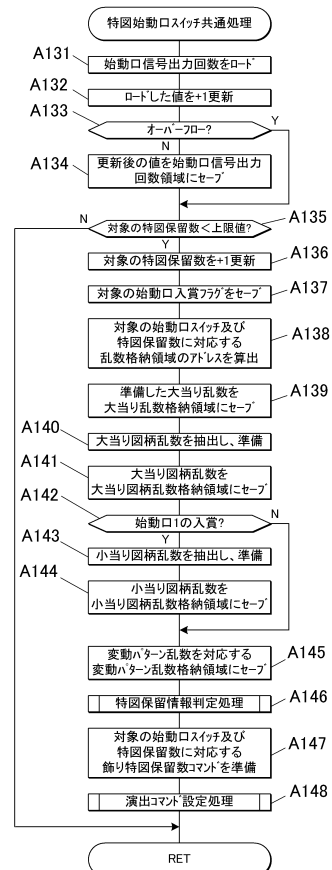 特図始動口スイッチ共通処理
A131
始動口信号出力回数をロード
A132
ロードした値を+1更新
A133
オーバーフロー?
Y
N
A134
更新後の値を始動口信号出力
回数領域にセーブ
N
対象の特図保留数<上限値?
A135
Y
A136
対象の特図保留数を+1更新
A137
対象の始動口入賞フラグをセーブ
対象の始動口スイッチ及び
特図保留数に対応する
乱数格納領域のアドレスを算出
A138
準備した大当り乱数を
大当り乱数格納領域にセーブ
A139
A140
大当り図柄乱数を抽出し、準備
A141
大当り図柄乱数を
大当り図柄乱数格納領域にセーブ
A142
始動口1の入賞?
N
Y
A143
小当り図柄乱数を抽出し、準備
A144
小当り図柄乱数を
小当り図柄乱数格納領域にセーブ
変動パターン乱数を対応する
変動パターン乱数格納領域にセーブ
A145
特図保留情報判定処理
A146
対象の始動口スイッチ及び
特図保留数に対応する
飾り特図保留数コマンドを準備
A147
演出コマンド設定処理
A148
RET